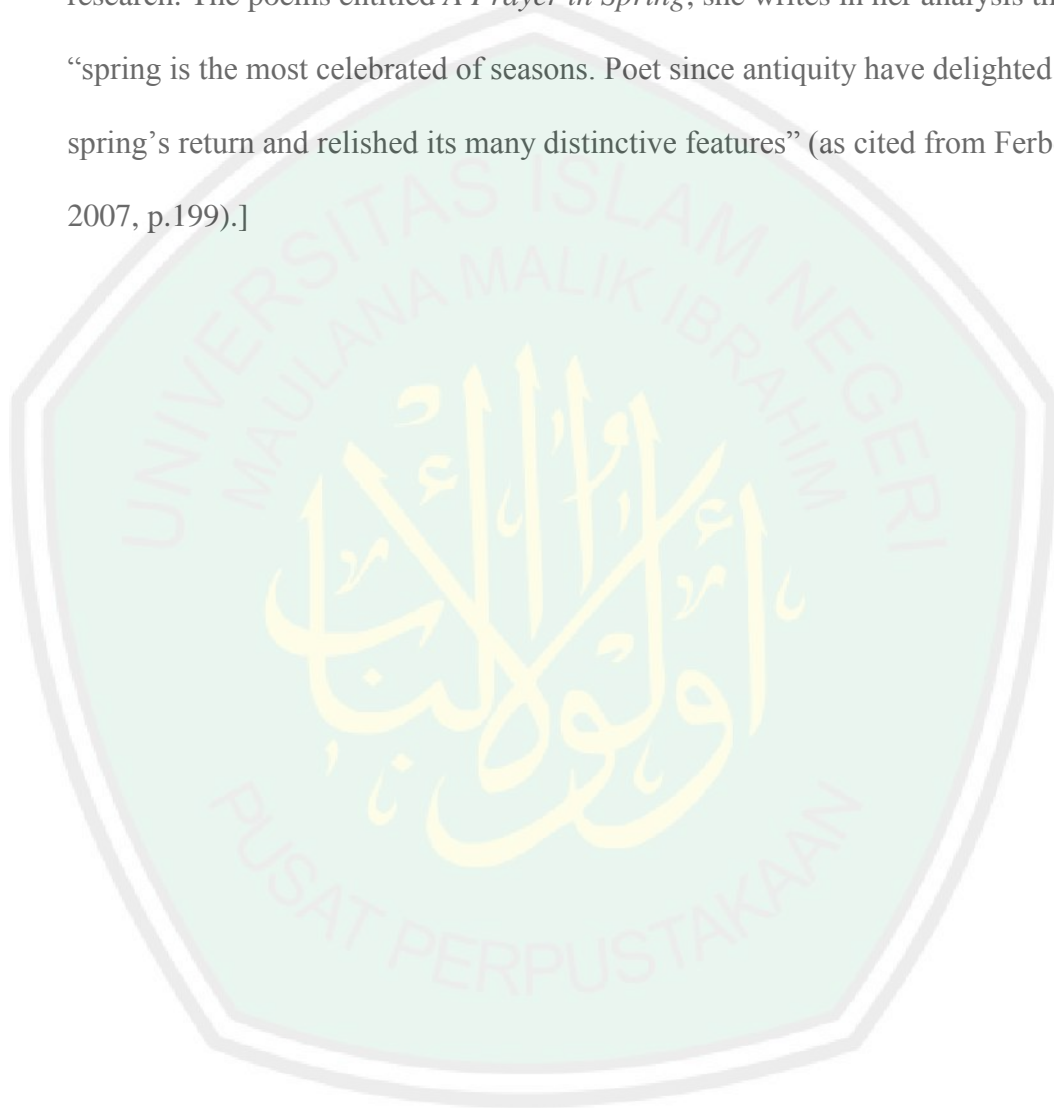 research. The poems entitled A Prayer in Spring, she writes in her analysis
“spring is the most celebrated of seasons. Poet since antiquity have delighted
spring’s return and relished its many distinctive features” (as cited from
2007, p.199).]
UNIVERSITAS ISLAM NEGERI
MAULANA MALIK IBRAHIM
أولوا الألباب
PUSAT PERPUSTAKAAN